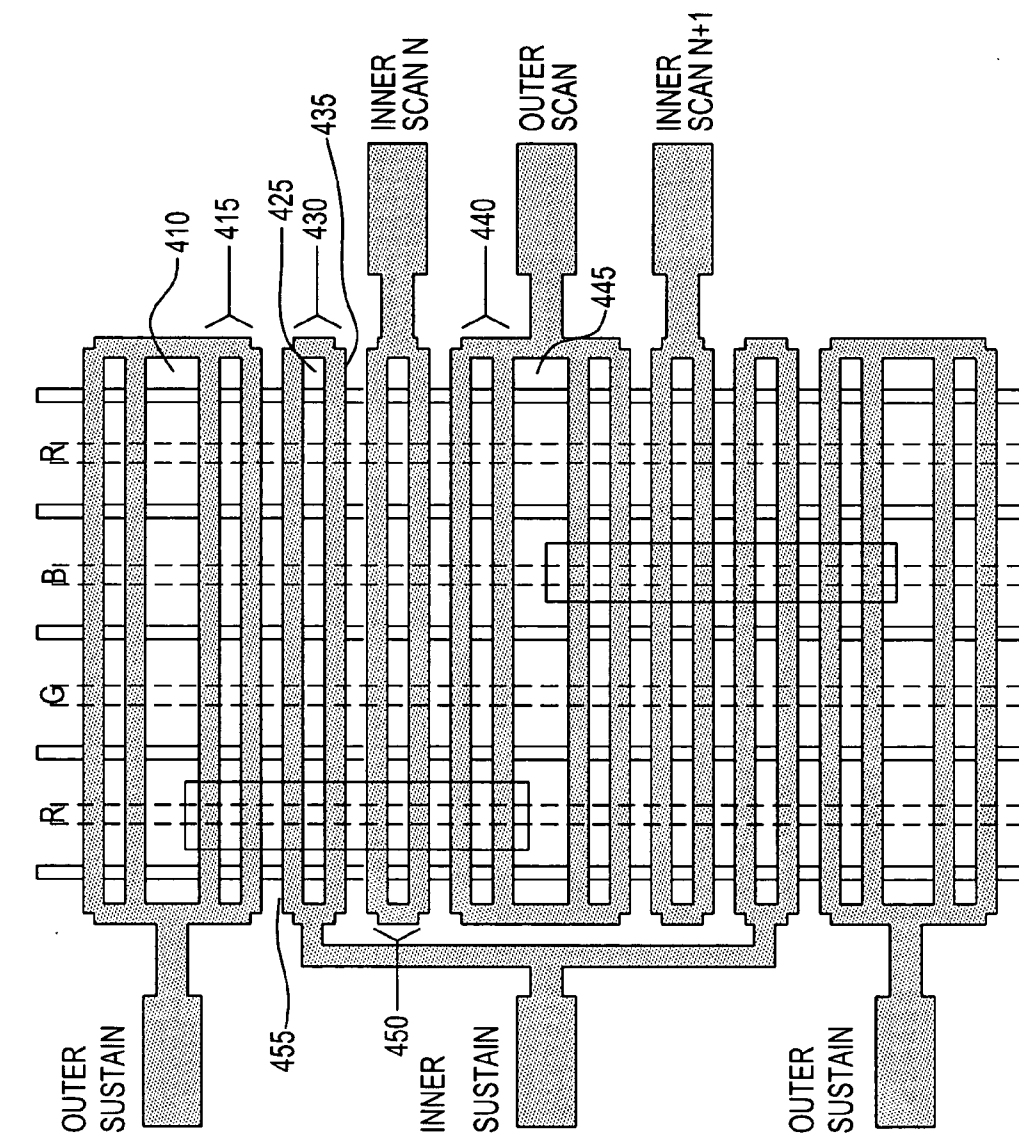 INNER
SCAN N
OUTER
SCAN
INNER
SCAN N+1
435
425
430
440
415
410
445
R
B
G
R
455
450
OUTER
SUSTAIN
INNER
SUSTAIN
OUTER
SUSTAIN